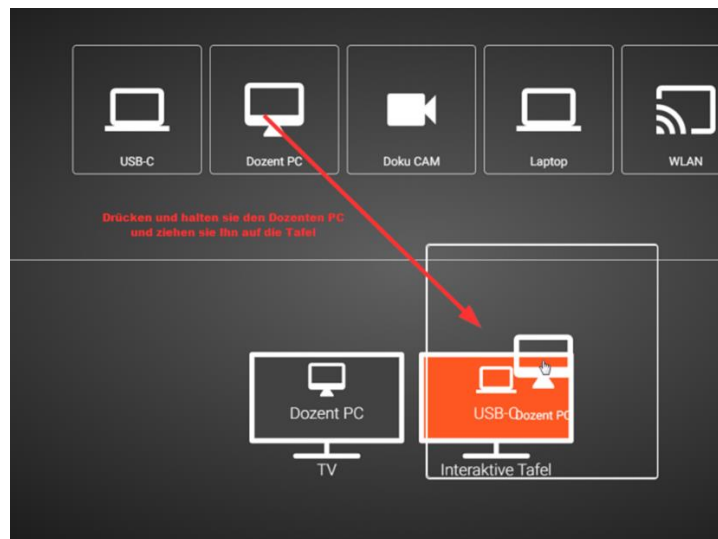 USB-C
Dozent PC
Doku CAM
Laptop
WLAN
Drücken und halten sie den Dozenten PC
und ziehen sie Ihn auf die Tafel
Dozent PC
USB-C
Dozent PC
TV
Interaktive Tafel